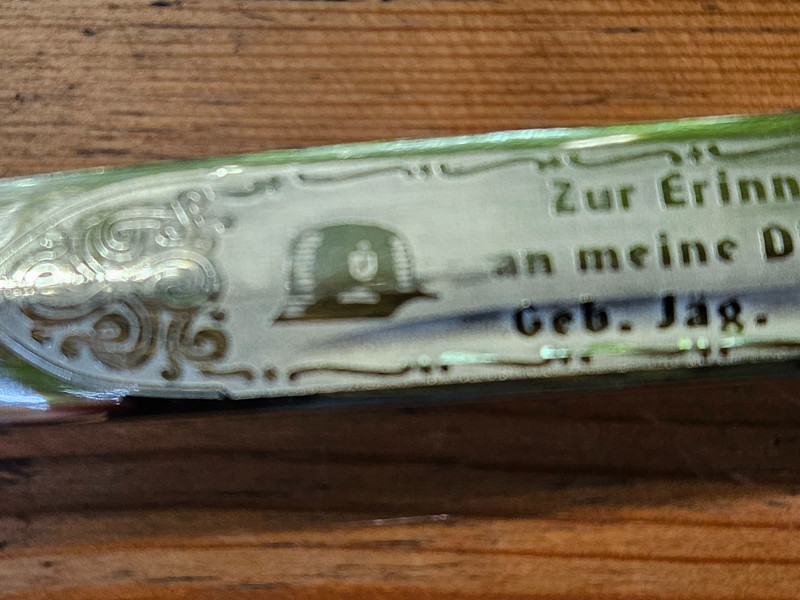 Zur Erinn
an meine D
Geb. Jäg.